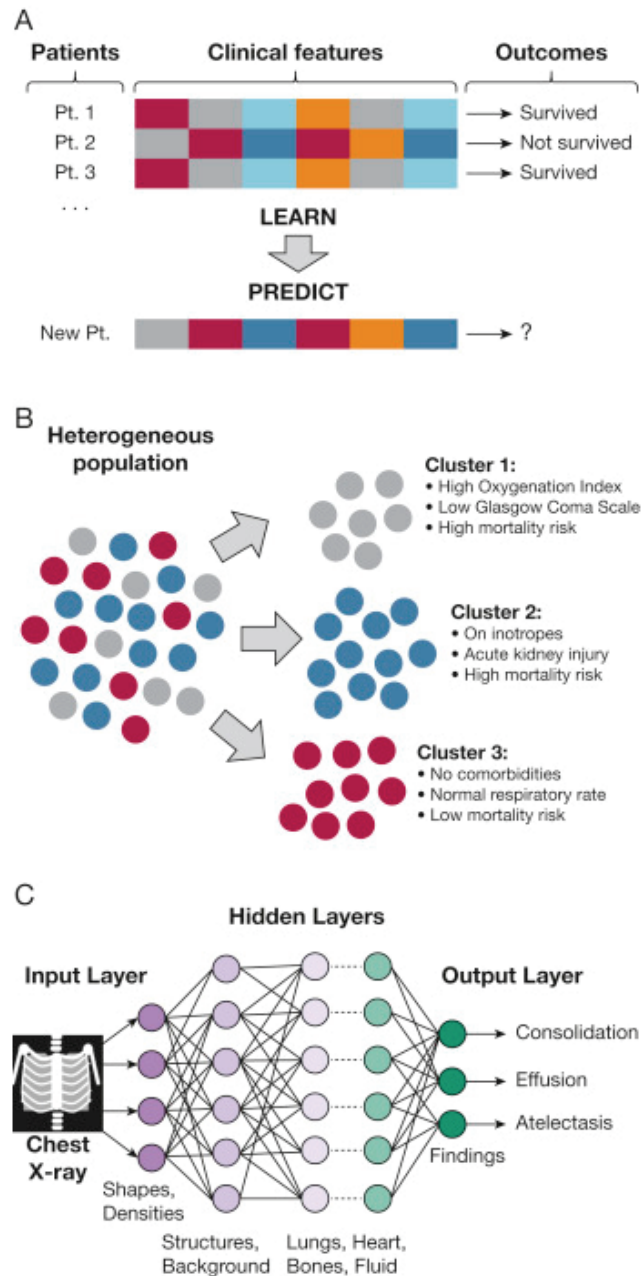 A
Patients Clinical features Outcomes
Pt. 1 Survived
Pt. 2 Not survived
Pt. 3 Survived
. . .
LEARN
PREDICT
New Pt. ?
B
Heterogeneous
population
Cluster 1:
• High Oxygenation Index
• Low Glasgow Coma Scale
• High mortality risk
Cluster 2:
• On inotropes
• Acute kidney injury
• High mortality risk
Cluster 3:
• No comorbidities
• Normal respiratory rate
• Low mortality risk
C
Hidden Layers
Input Layer
Output Layer
Chest
X-ray
Consolidation
Effusion
Atelectasis
Findings
Shapes,
Densities
Structures,
Background
Lungs, Heart,
Bones, Fluid